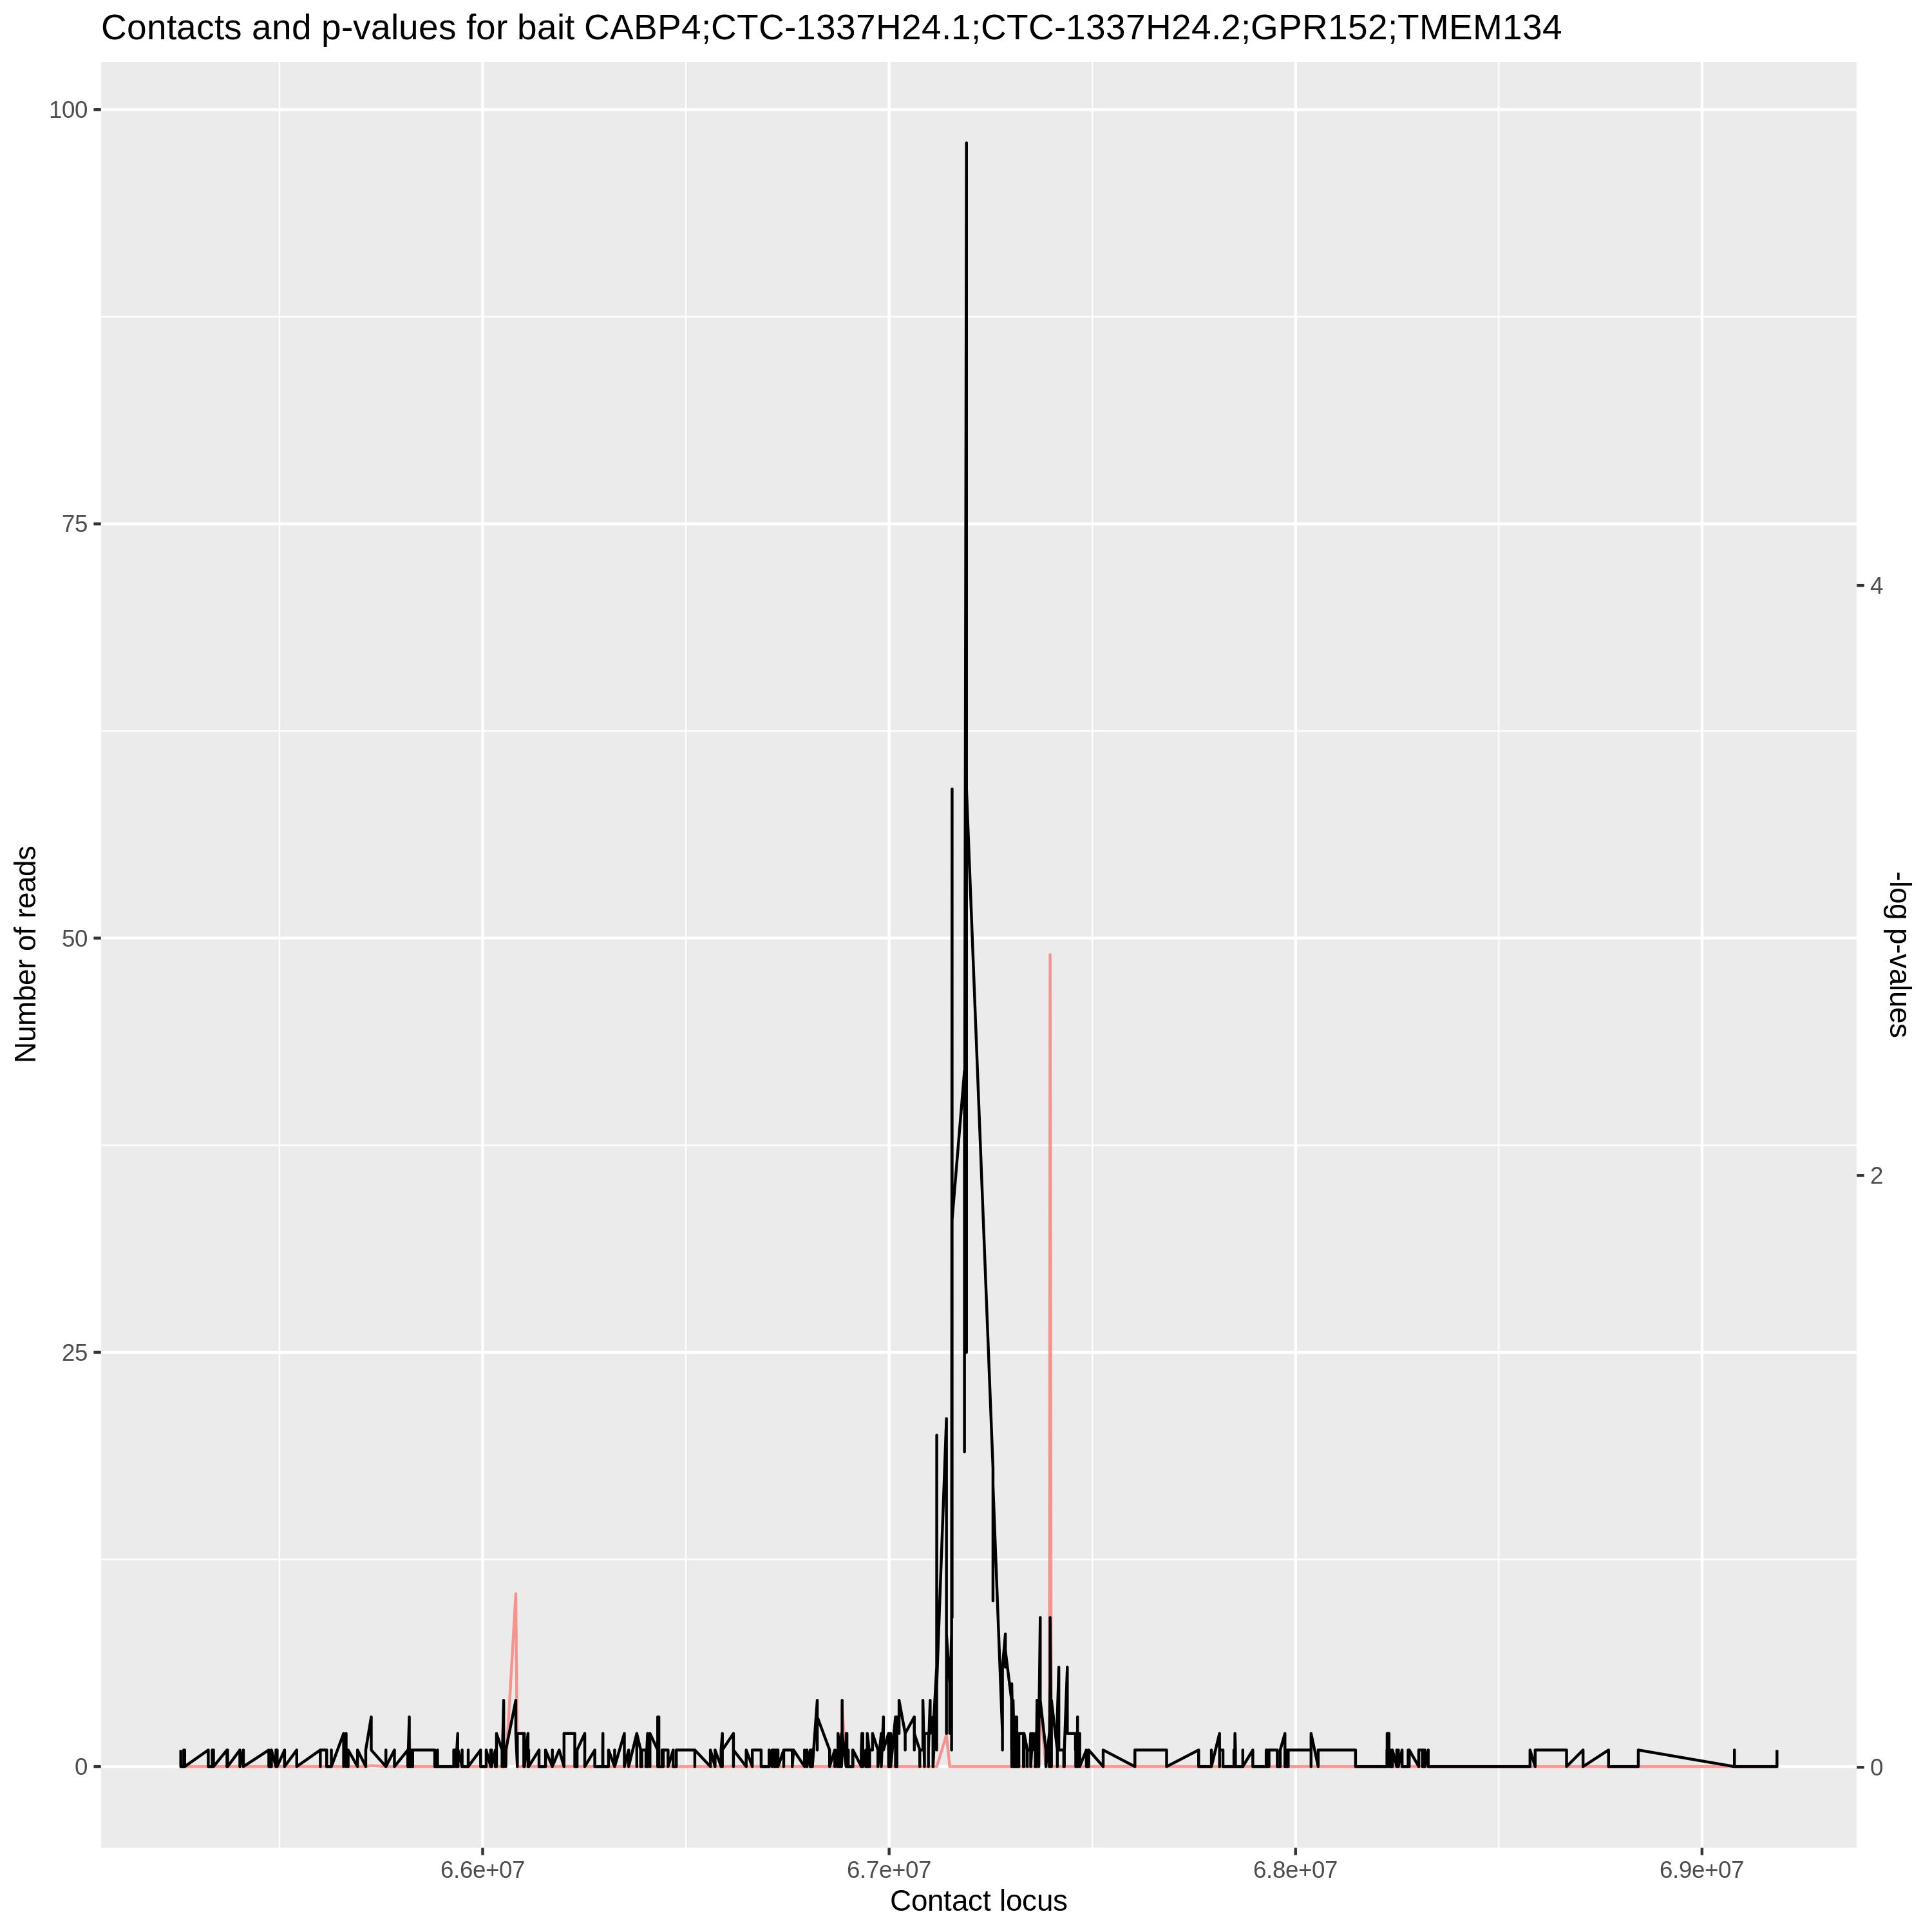 Contacts and p-values for bait CABP4;CTC-1337H24.1;CTC-1337H24.2;GPR152;TMEM134
100
75
50
25
0
Number of reads
4
2
0
-log p-values
6.6e+07
6.7e+07
6.8e+07
6.9e+07
Contact locus